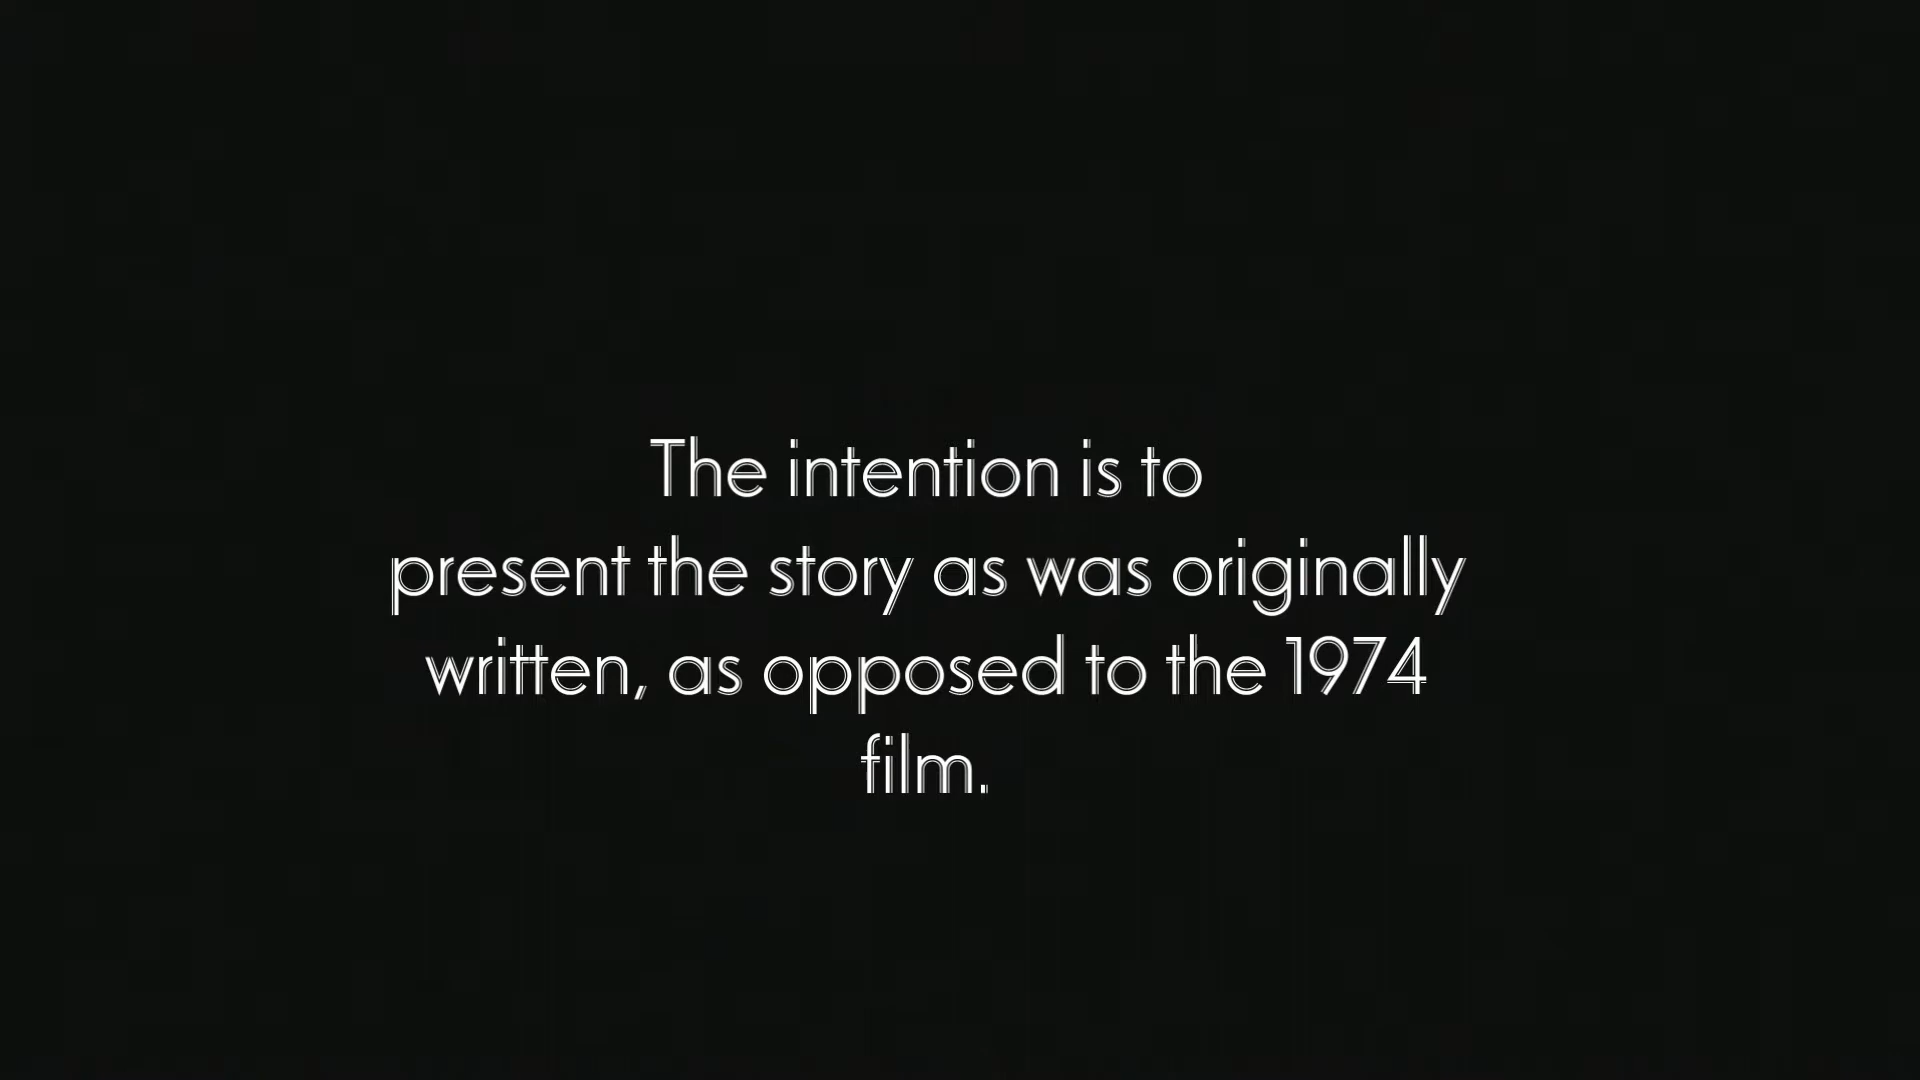 The intention is to
present the story as was originally
written, as opposed to the 1974
film.